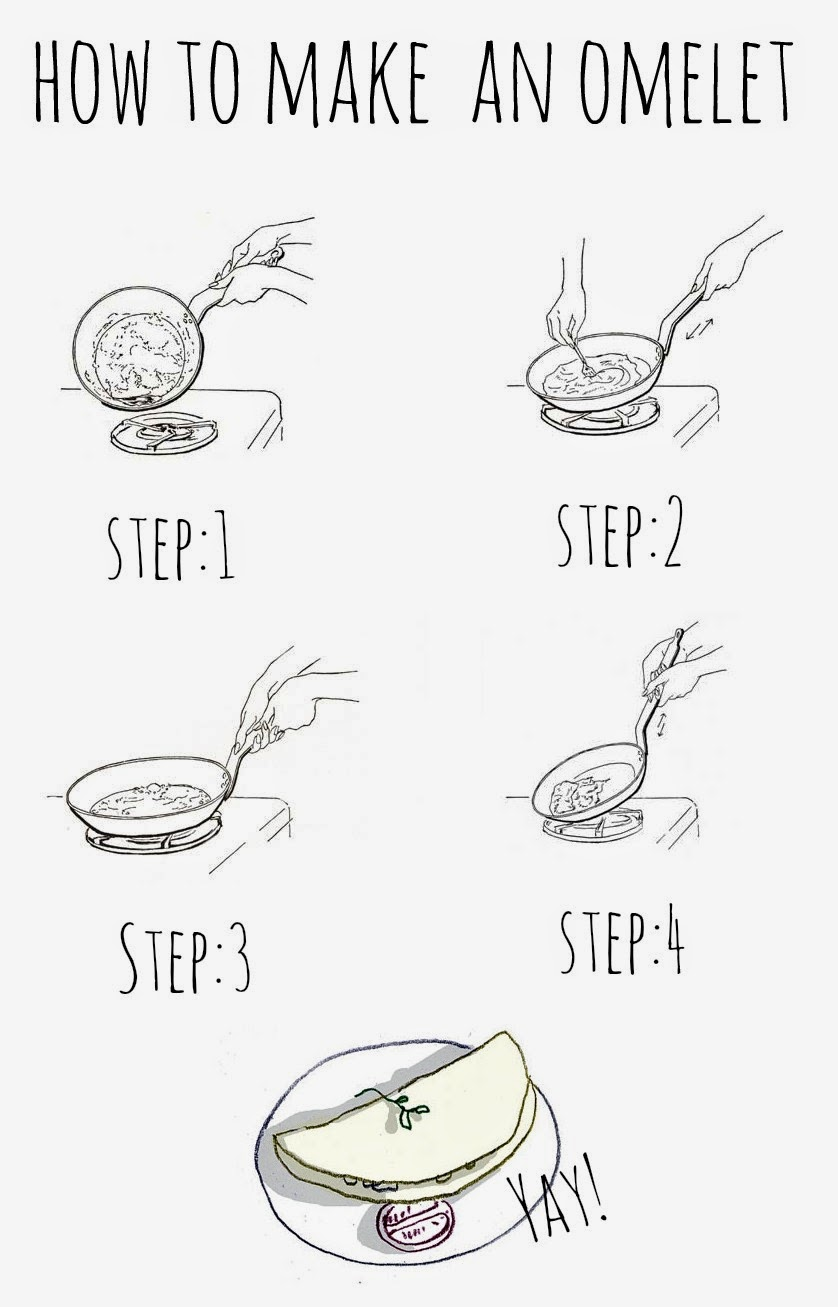 HOW TO MAKE AN OMELET
STEP:1
STEP:2
STEP:3
STEP:4
YAY!